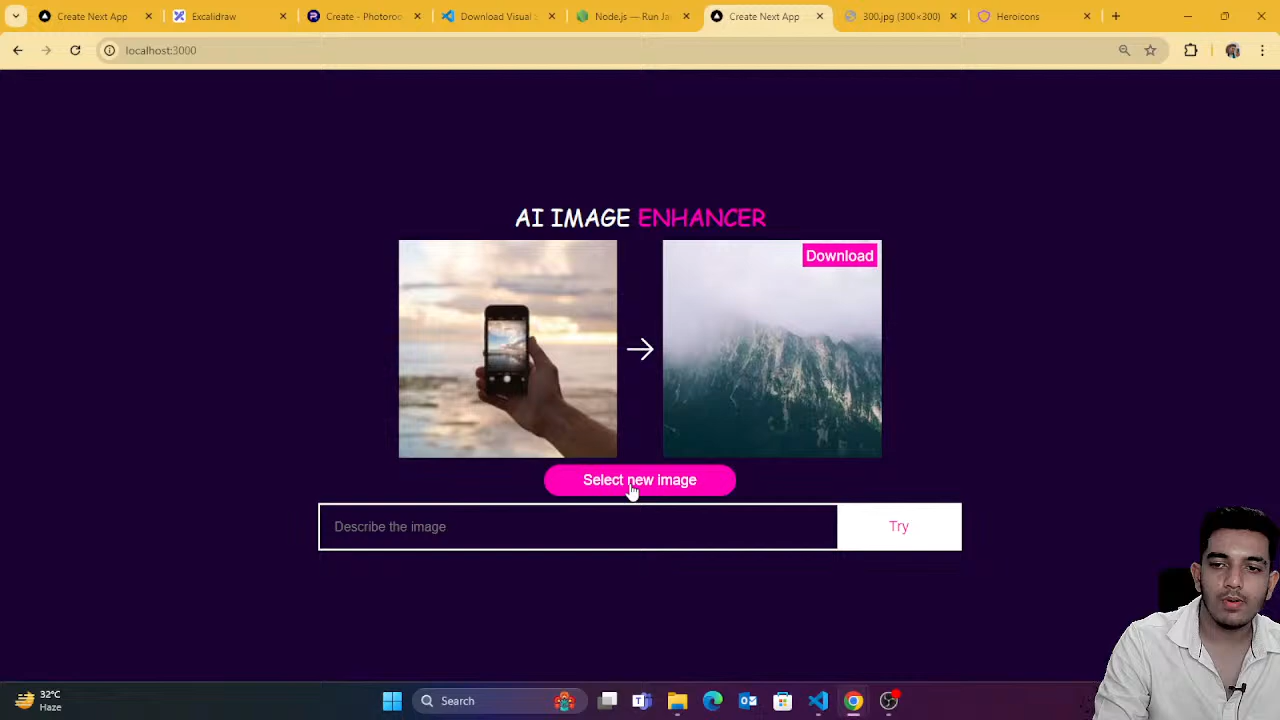 Create Next App
Excalidraw
Create - Photoroo
Download Visual S
Node.js — Run Ja
Create Next App
300.jpg (300×300)
Heroicons
localhost:3000
AI IMAGE ENHANCER
Download
Select new image
Describe the image
Try
32°C
Haze
Search